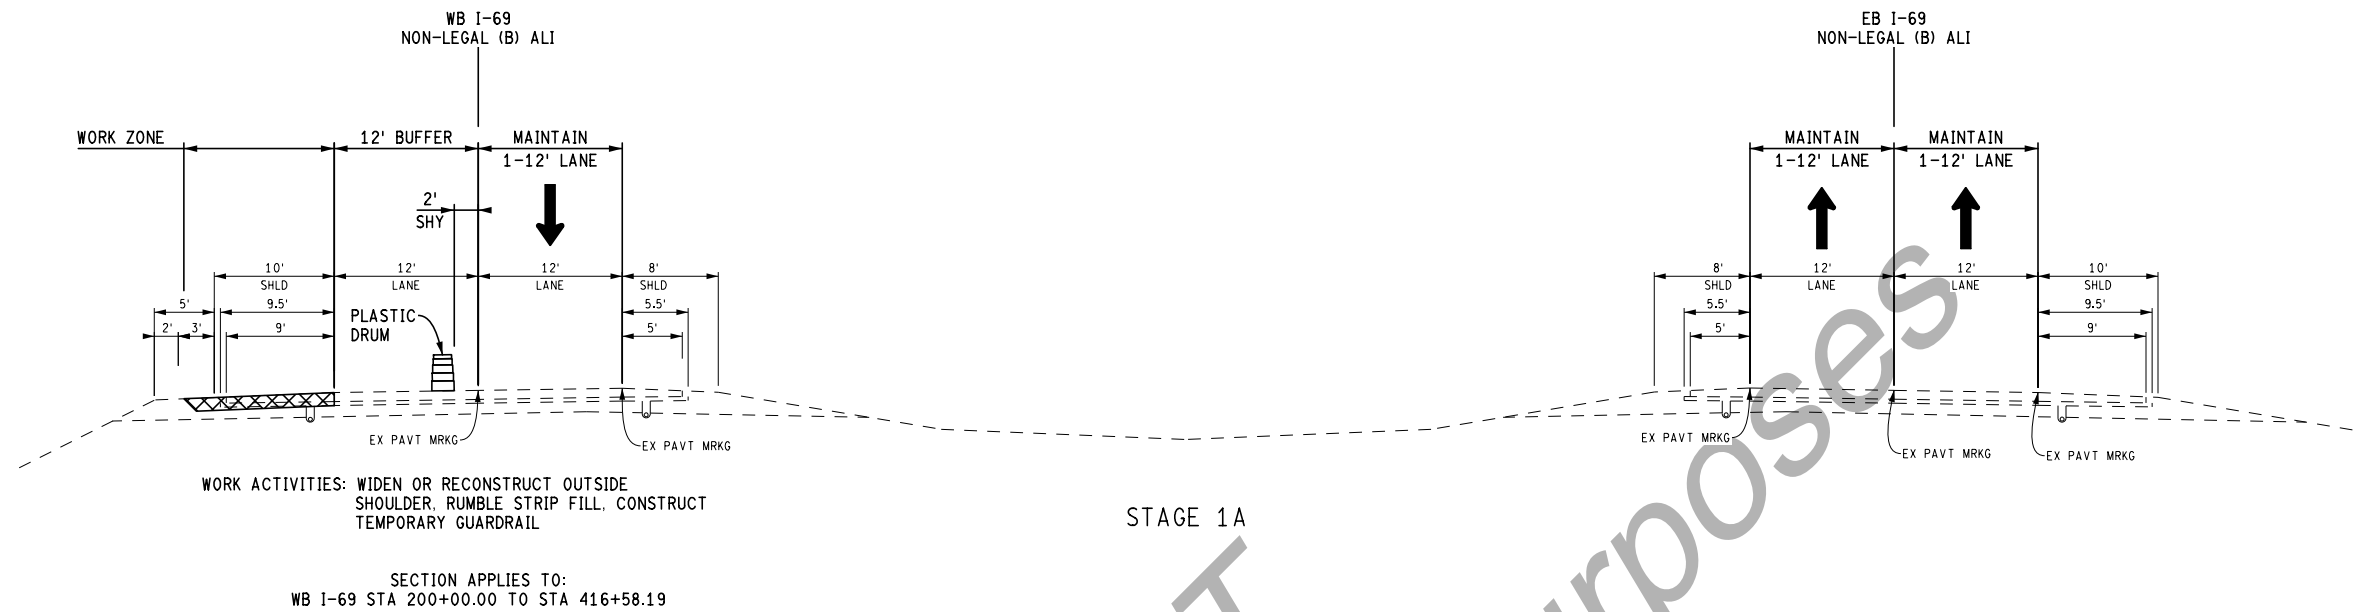 WB I-69
NON-LEGAL (B) ALI
EB I-69
NON-LEGAL (B) ALI
WORK ZONE
12' BUFFER
MAINTAIN
1-12' LANE
MAINTAIN
1-12' LANE
MAINTAIN
1-12' LANE
2'
SHY
10'
SHLD
12'
LANE
12'
LANE
8'
SHLD
5'
9.5'
5.5'
2'
3'
9'
5'
PLASTIC
DRUM
8'
SHLD
12'
LANE
12'
LANE
10'
SHLD
5.5'
9.5'
5'
9'
EX PAVT MRKG
EX PAVT MRKG
EX PAVT MRKG
EX PAVT MRKG
EX PAVT MRKG
WORK ACTIVITIES: WIDEN OR RECONSTRUCT OUTSIDE
SHOULDER, RUMBLE STRIP FILL, CONSTRUCT
TEMPORARY GUARDRAIL
STAGE 1A
SECTION APPLIES TO:
WB I-69 STA 200+00.00 TO STA 416+58.19